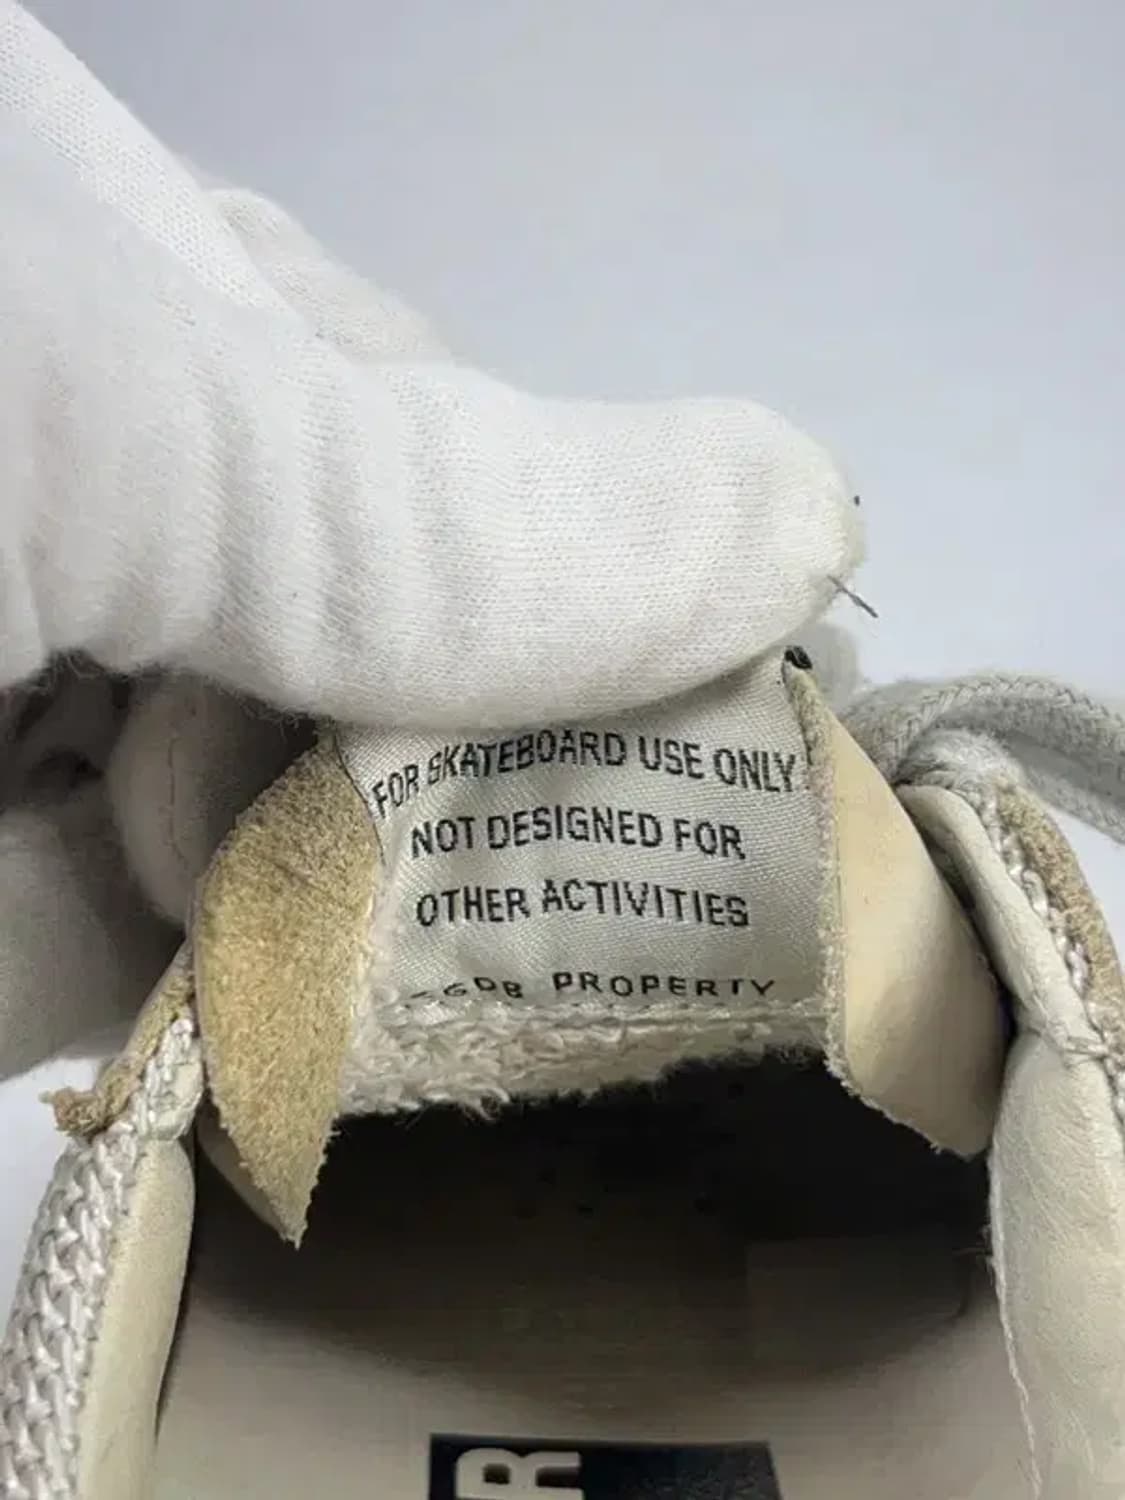 FOR SKATEBOARD USE ONLY
NOT DESIGNED FOR
OTHER ACTIVITIES
PROPERTY
R